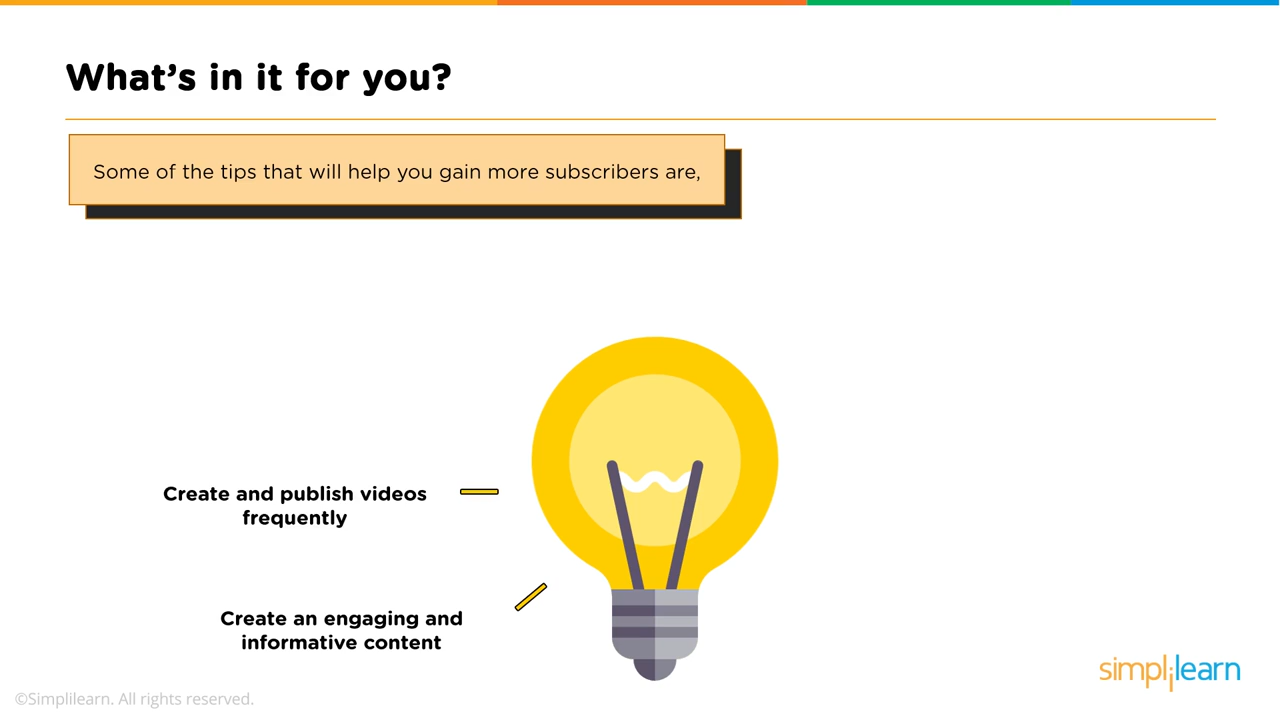 What's in it for you?
Some of the tips that will help you gain more subscribers are,
Create and publish videos
frequently
Create an engaging and
informative content
simplilearn
©Simplilearn. All rights reserved.